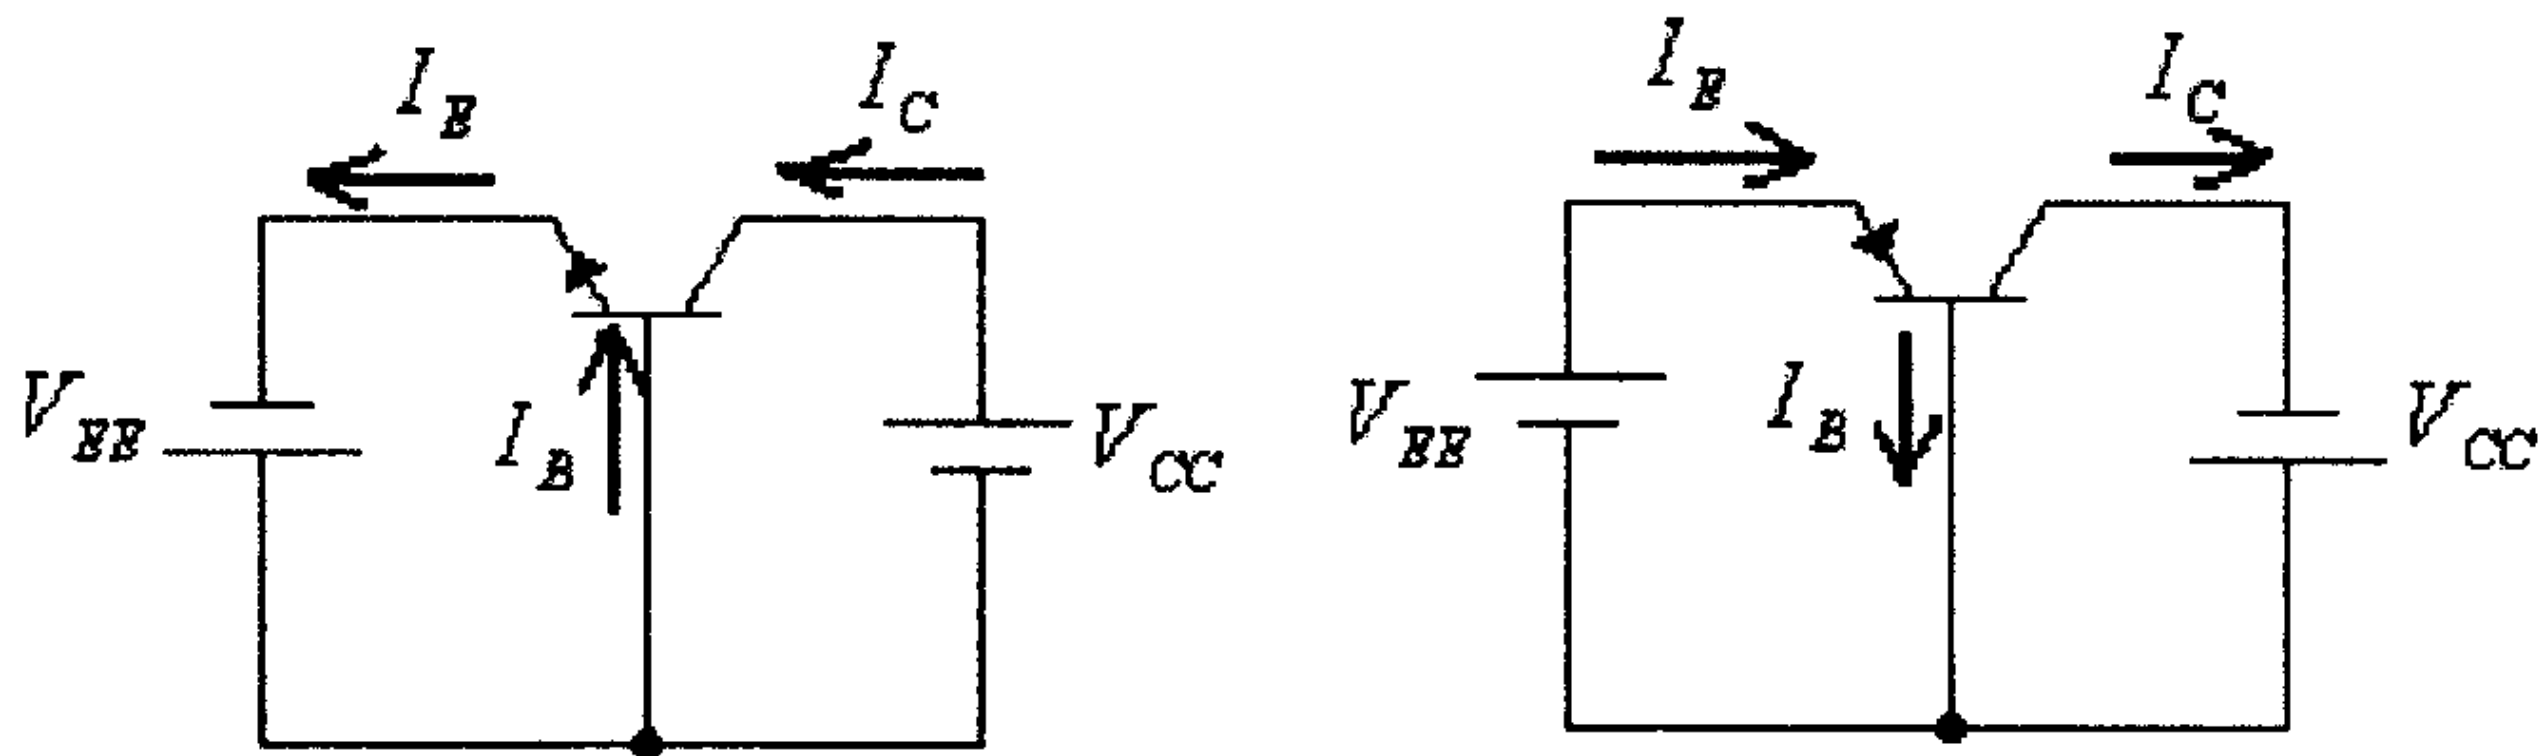 I_E I_C I_E I_C
V_EE I_B V_CC V_EE I_B V_CC